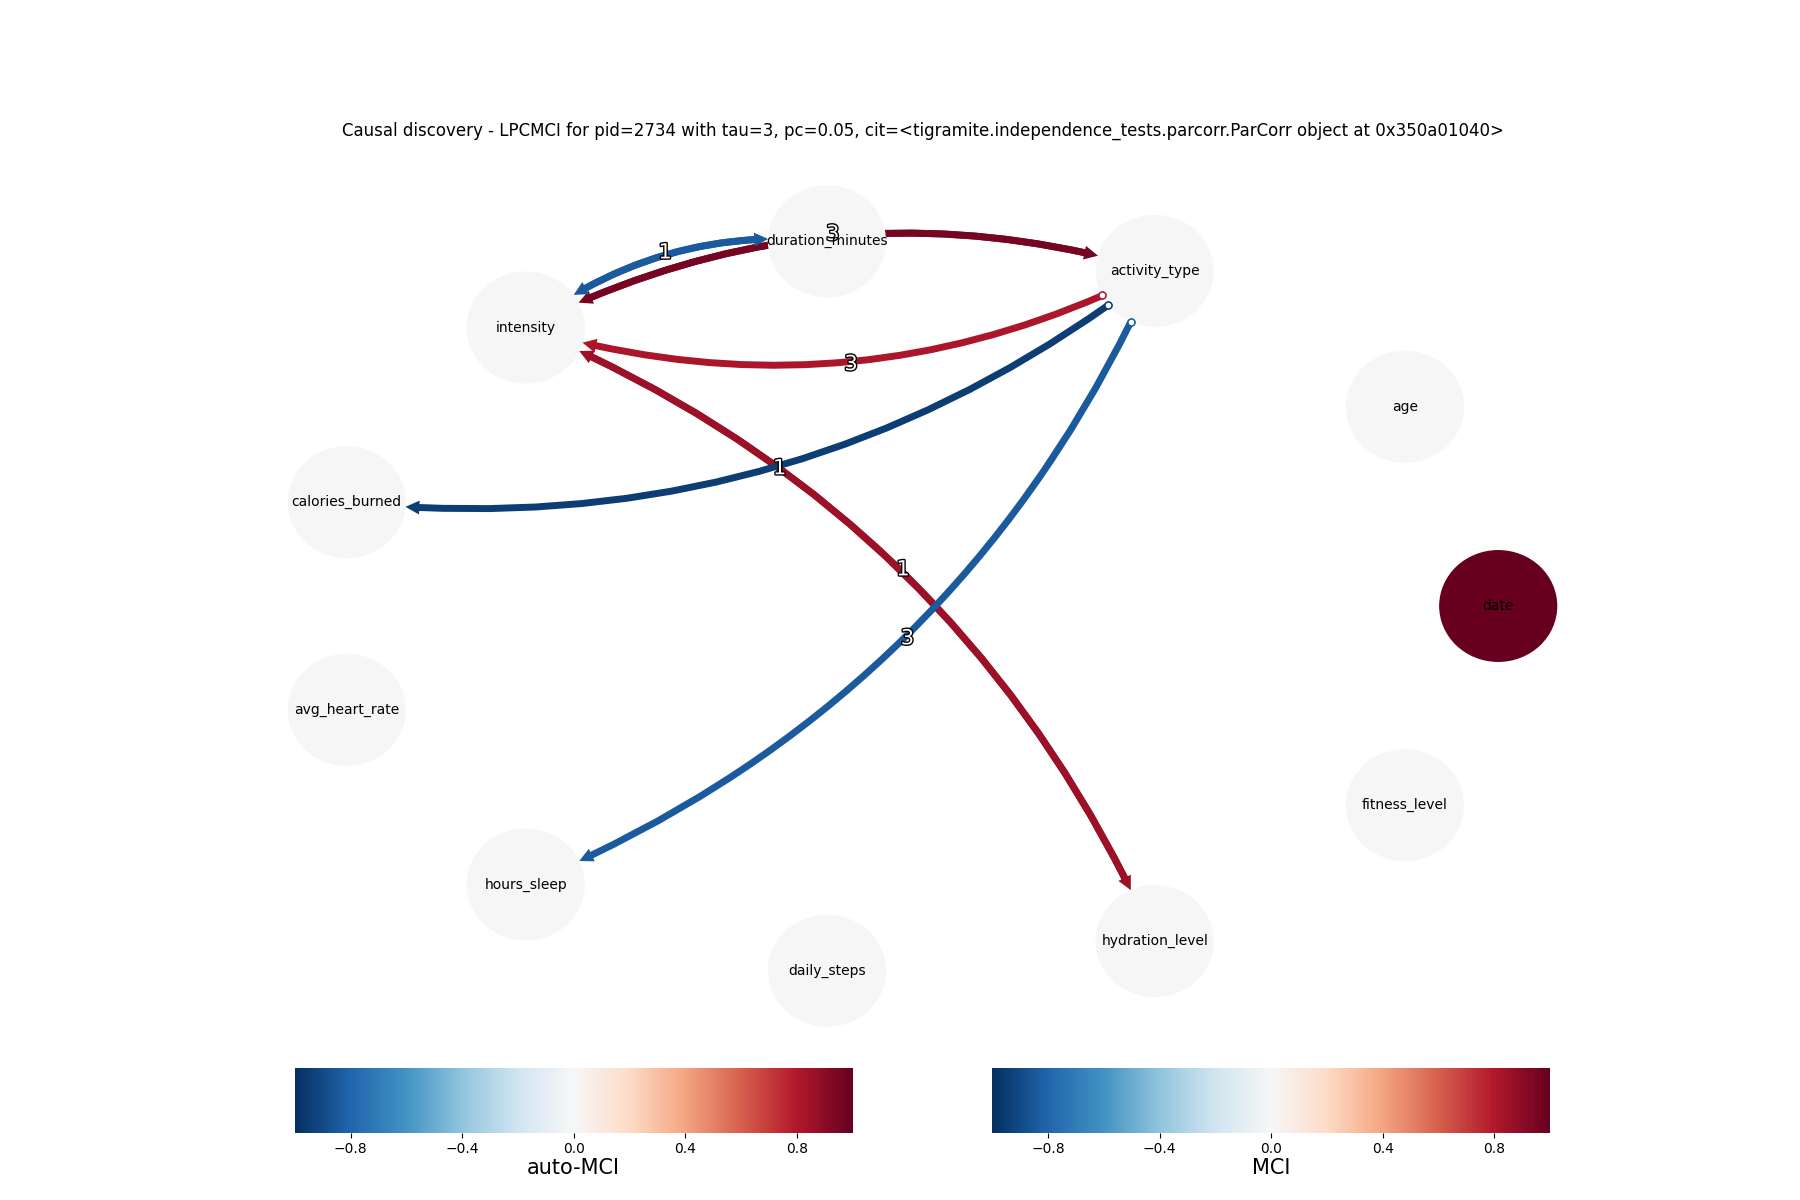 Causal discovery - LPCMCI for pid=2734 with tau=3, pc=0.05, cit=<tigramite.independence_tests.parcorr.ParCorr object at 0x350a01040>
3
duration_minutes
1
activity_type
intensity
3
age
1
calories_burned
1
date
3
avg_heart_rate
fitness_level
hours_sleep
hydration_level
daily_steps
−0.8 −0.4 0.0 0.4 0.8
auto-MCI
−0.8 −0.4 0.0 0.4 0.8
MCI